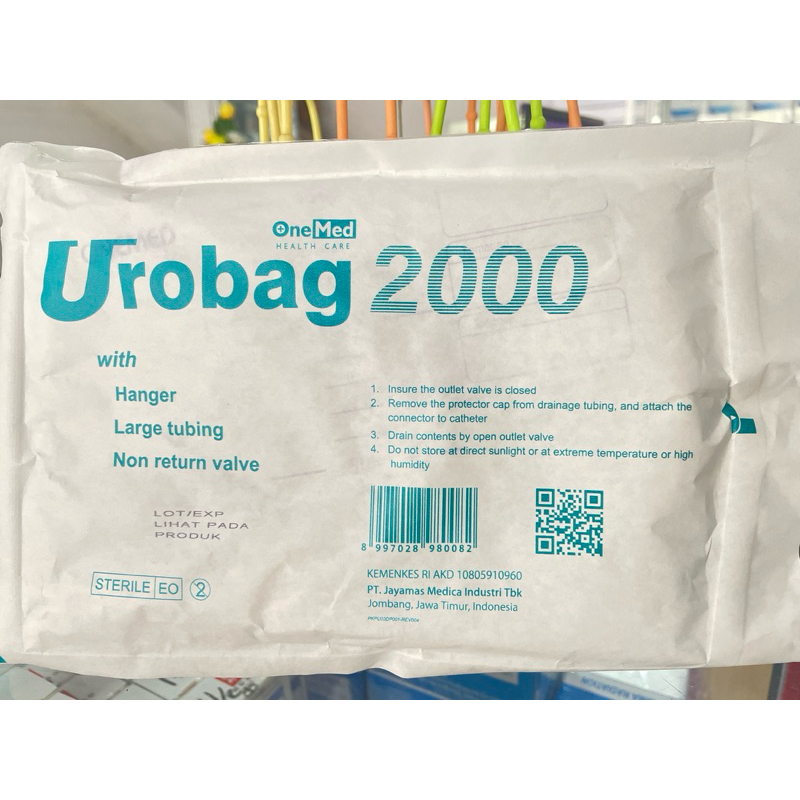 OneMed
HEALTH CARE
Urobag 2000
with
Hanger
Large tubing
Non return valve
1. Insure the outlet valve is closed
2. Remove the protector cap from drainage tubing, and attach the
connector to catheter
3. Drain contents by open outlet valve
4. Do not store at direct sunlight or at extreme temperature or high
humidity
LOT/EXP
LIHAT PADA
PRODUK
STERILE EO 2
8 997028 980082
KEMENKES RI AKD 10805910960
PT. Jayamas Medica Industri Tbk
Jombang, Jawa Timur, Indonesia